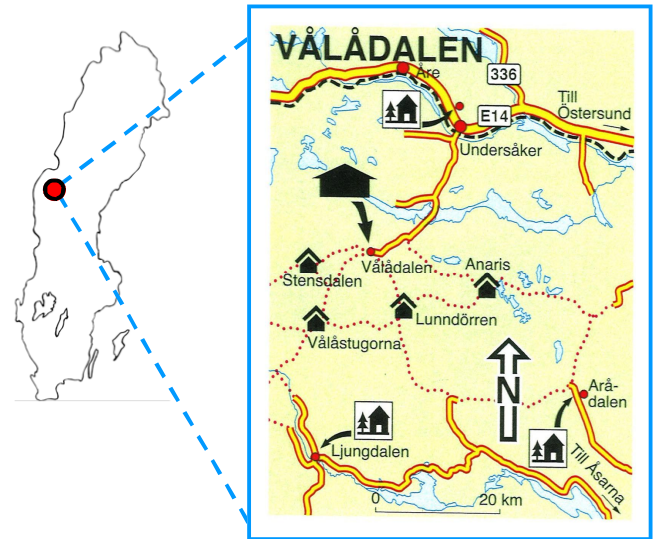 VÅLÅDALEN
Åre
336
E14
Till
Östersund
Undersåker
Vålådalen
Stensdalen
Anaris
Lunndörren
Vålåstugorna
N
Arå-
dalen
Ljungdalen
Till Åsarna
0 20 km